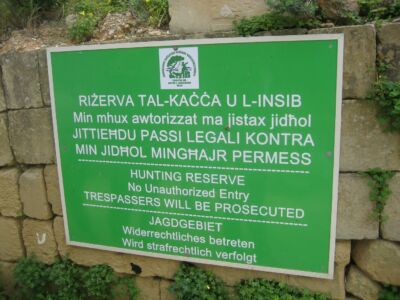 RIŻERVA TAL-KAĊĊA U L-INSIB
Min mhux awtorizzat ma jistax jidħol
JITTIEĦDU PASSI LEGALI KONTRA
MIN JIDĦOL MINGĦAJR PERMESS
HUNTING RESERVE
No Unauthorized Entry
TRESPASSERS WILL BE PROSECUTED
JAGDGEBIET
Widerrechtliches betreten
Wird strafrechtlich verfolgt